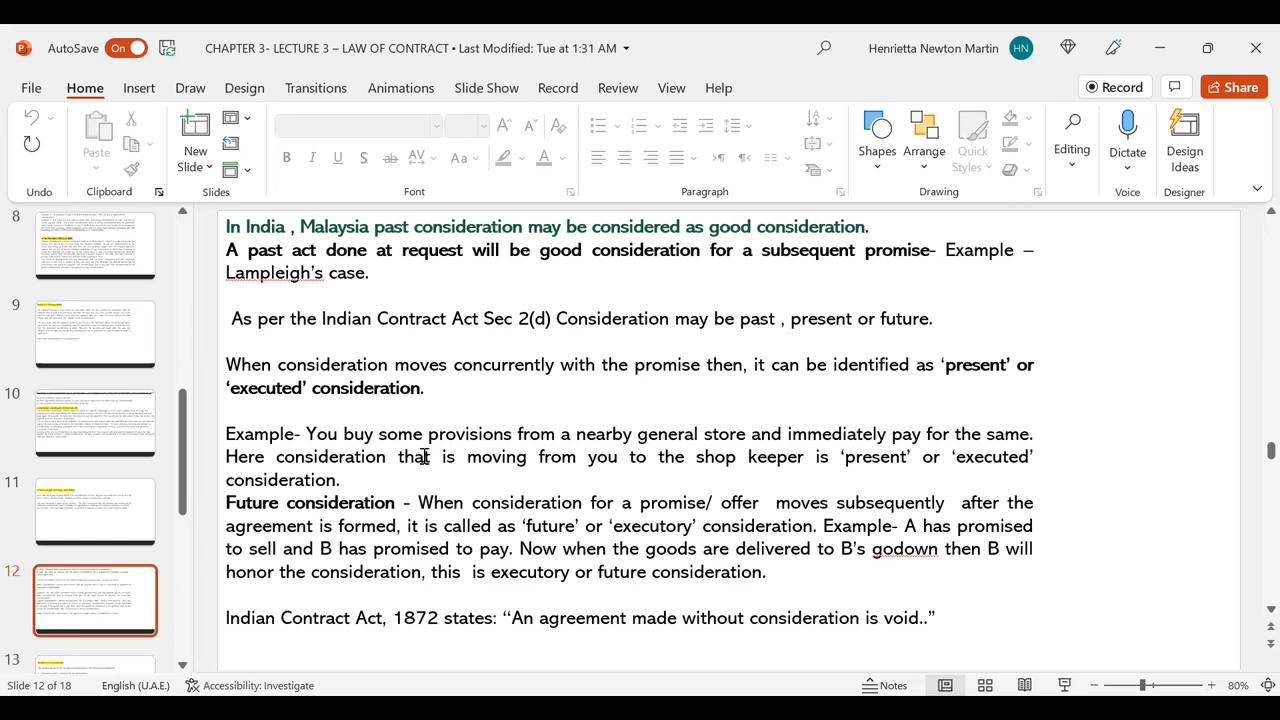 AutoSave On CHAPTER 3- LECTURE 3 – LAW OF CONTRACT • Last Modified: Tue at 1:31 AM Henrietta Newton Martin HN
File Home Insert Draw Design Transitions Animations Slide Show Record Review View Help Record Share
Paste New Slide Aa Shapes Arrange Quick Styles Editing Dictate Design Ideas
Undo Clipboard Slides Font Paragraph Drawing Voice Designer
8
9
10
11
12
13
In India , Malaysia past consideration may be considered as good consideration.
A past act done at request will be good consideration for a subsequent promise- Example –
Lampleigh’s case.
As per the Indian Contract Act Sec 2(d) Consideration may be past , present or future.
When consideration moves concurrently with the promise then, it can be identified as ‘present’ or
‘executed’ consideration.
Example- You buy some provisions from a nearby general store and immediately pay for the same.
Here consideration that is moving from you to the shop keeper is ‘present’ or ‘executed’
consideration.
Future consideration - When consideration for a promise/ offer moves subsequently after the
agreement is formed, it is called as ‘future’ or ‘executory’ consideration. Example- A has promised
to sell and B has promised to pay. Now when the goods are delivered to B’s godown then B will
honor the consideration, this is executory or future consideration.
Indian Contract Act, 1872 states: “An agreement made without consideration is void..”
Slide 12 of 18 English (U.A.E.) Accessibility: Investigate Notes 80%